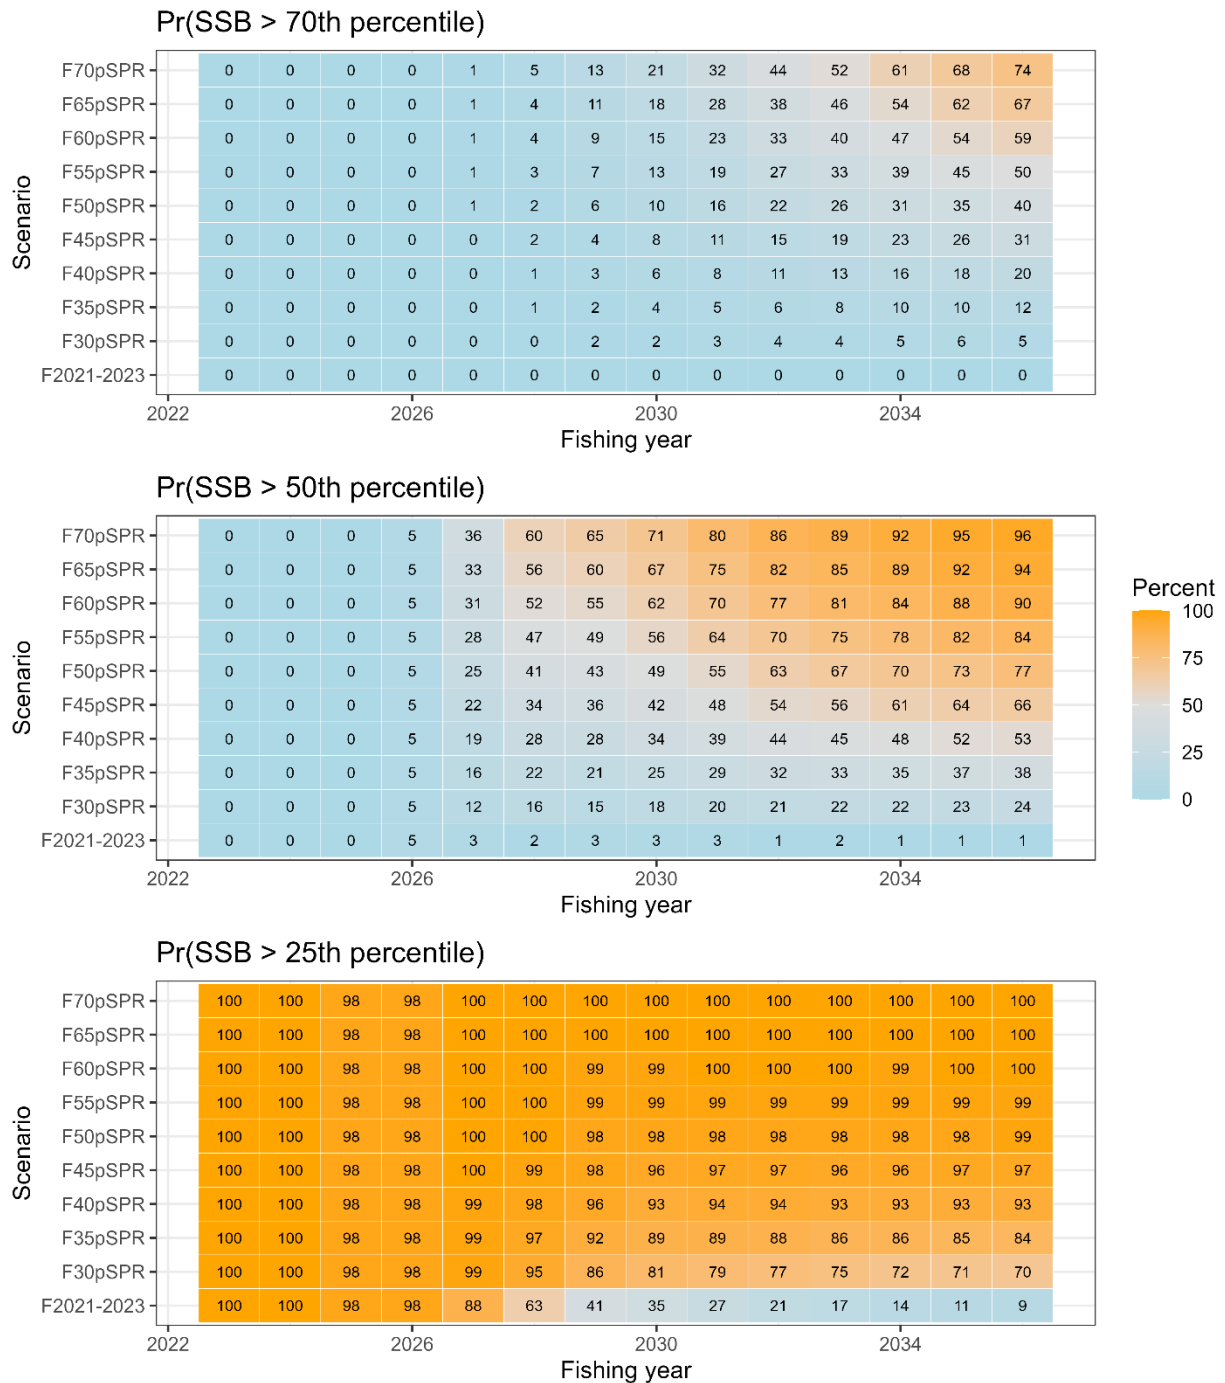 Pr(SSB > 70th percentile)
Scenario
F70pSPR 0 0 0 0 1 5 13 21 32 44 52 61 68 74
F65pSPR 0 0 0 0 1 4 11 18 28 38 46 54 62 67
F60pSPR 0 0 0 0 1 4 9 15 23 33 40 47 54 59
F55pSPR 0 0 0 0 1 3 7 13 19 27 33 39 45 50
F50pSPR 0 0 0 0 1 2 6 10 16 22 26 31 35 40
F45pSPR 0 0 0 0 0 2 4 8 11 15 19 23 26 31
F40pSPR 0 0 0 0 0 1 3 6 8 11 13 16 18 20
F35pSPR 0 0 0 0 0 1 2 4 5 6 8 10 10 12
F30pSPR 0 0 0 0 0 0 2 2 3 4 4 5 6 5
F2021-2023 0 0 0 0 0 0 0 0 0 0 0 0 0 0
2022 2026 2030 2034
Fishing year
Pr(SSB > 50th percentile)
Scenario
F70pSPR 0 0 0 5 36 60 65 71 80 86 89 92 95 96
F65pSPR 0 0 0 5 33 56 60 67 75 82 85 89 92 94
F60pSPR 0 0 0 5 31 52 55 62 70 77 81 84 88 90
F55pSPR 0 0 0 5 28 47 49 56 64 70 75 78 82 84
F50pSPR 0 0 0 5 25 41 43 49 55 63 67 70 73 77
F45pSPR 0 0 0 5 22 34 36 42 48 54 56 61 64 66
F40pSPR 0 0 0 5 19 28 28 34 39 44 45 48 52 53
F35pSPR 0 0 0 5 16 22 21 25 29 32 33 35 37 38
F30pSPR 0 0 0 5 12 16 15 18 20 21 22 22 23 24
F2021-2023 0 0 0 5 3 2 3 3 3 1 2 1 1 1
2022 2026 2030 2034
Fishing year
Percent
100
75
50
25
0
Pr(SSB > 25th percentile)
Scenario
F70pSPR 100 100 98 98 100 100 100 100 100 100 100 100 100 100
F65pSPR 100 100 98 98 100 100 100 100 100 100 100 100 100 100
F60pSPR 100 100 98 98 100 100 99 99 100 100 100 99 100 100
F55pSPR 100 100 98 98 100 100 99 99 99 99 99 99 99 99
F50pSPR 100 100 98 98 100 100 98 98 98 98 98 98 98 99
F45pSPR 100 100 98 98 100 99 98 96 97 97 96 96 97 97
F40pSPR 100 100 98 98 99 98 96 93 94 94 93 93 93 93
F35pSPR 100 100 98 98 99 97 92 89 89 88 86 86 85 84
F30pSPR 100 100 98 98 99 95 86 81 79 77 75 72 71 70
F2021-2023 100 100 98 98 88 63 41 35 27 21 17 14 11 9
2022 2026 2030 2034
Fishing year